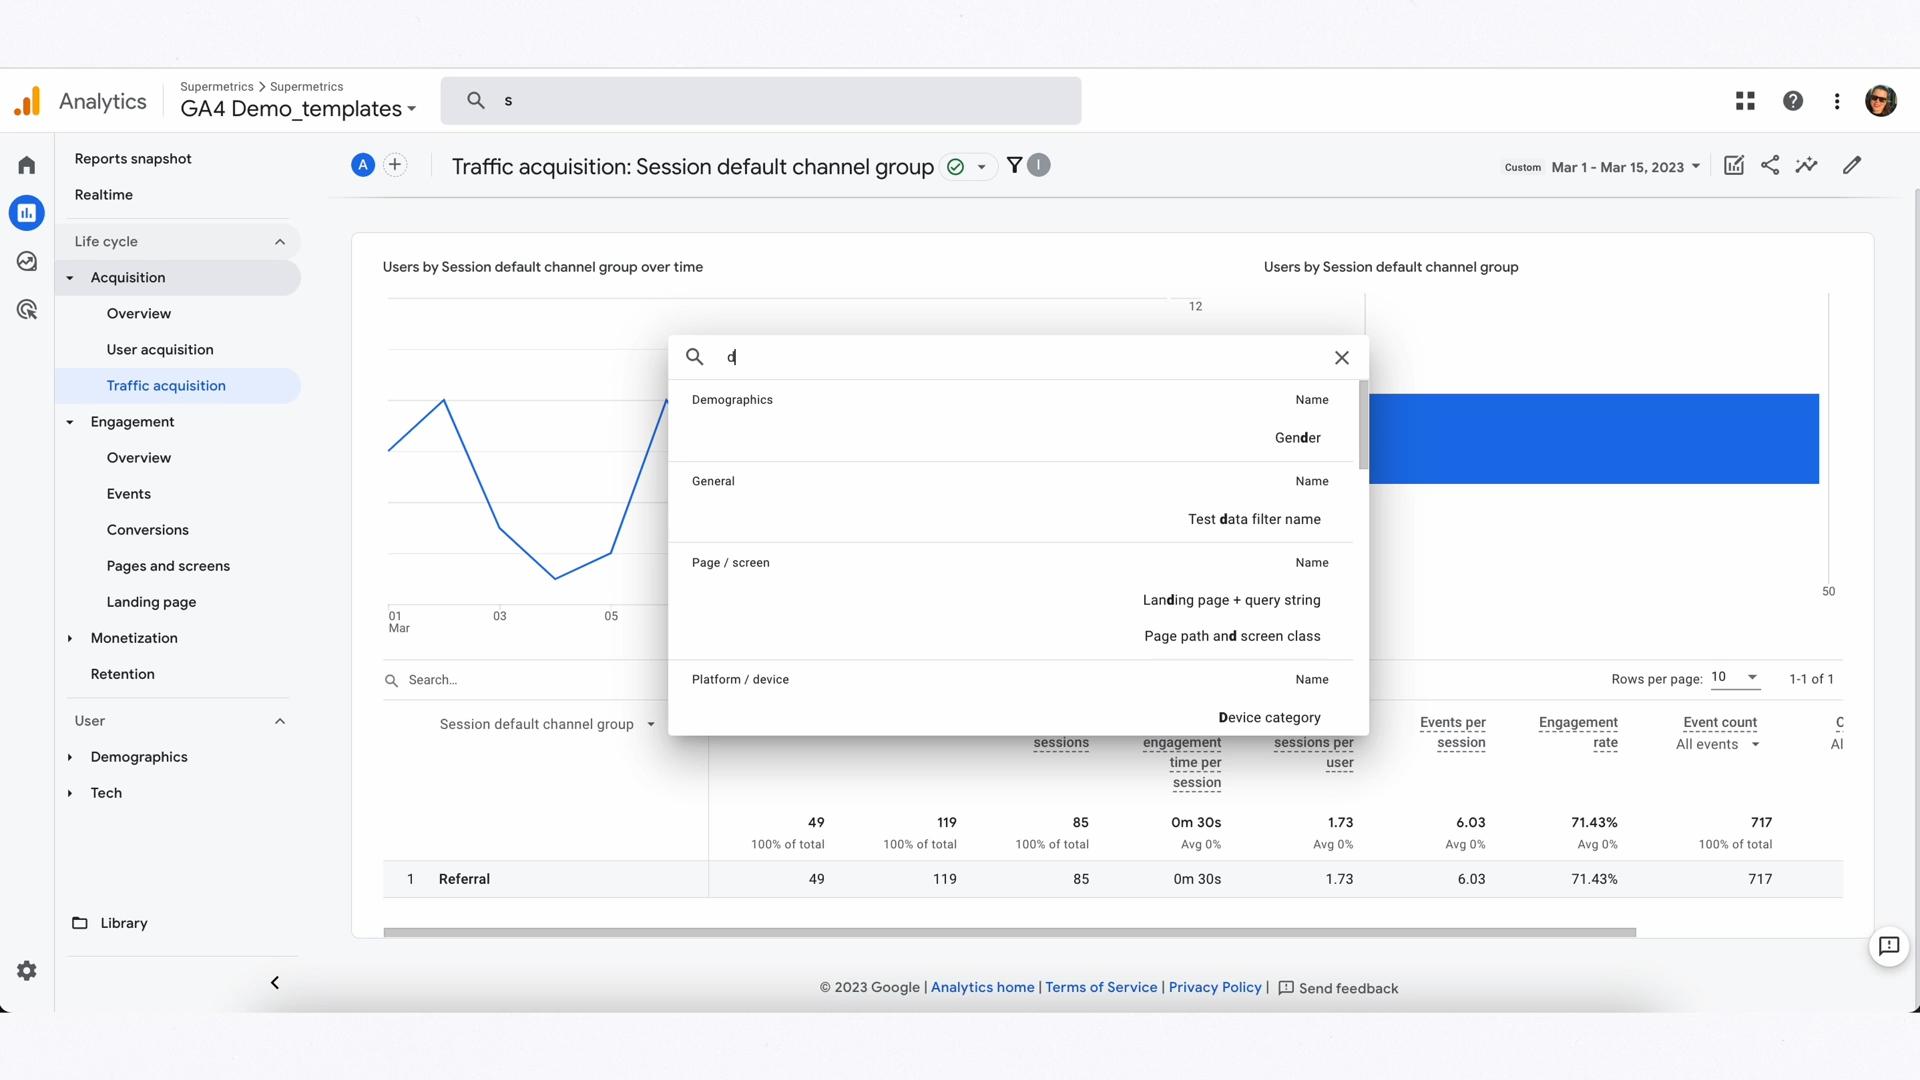 Analytics
Supermetrics > Supermetrics
GA4 Demo_templates
s
Reports snapshot
Realtime
Life cycle
Acquisition
Overview
User acquisition
Traffic acquisition
Engagement
Overview
Events
Conversions
Pages and screens
Landing page
Monetization
Retention
User
Demographics
Tech
Library
A
Traffic acquisition: Session default channel group
I
Custom Mar 1 - Mar 15, 2023
Users by Session default channel group over time
12
01
Mar
03
05
Users by Session default channel group
50
d
Demographics Name
Gender
General Name
Test data filter name
Page / screen Name
Landing page + query string
Page path and screen class
Platform / device Name
Device category
Search...
Rows per page: 10 1-1 of 1
Session default channel group
sessions
engagement
time per
session
sessions per
user
Events per
session
Engagement
rate
Event count
All events
C
Al
49 119 85 0m 30s 1.73 6.03 71.43% 717
100% of total 100% of total 100% of total Avg 0% Avg 0% Avg 0% Avg 0% 100% of total
1 Referral 49 119 85 0m 30s 1.73 6.03 71.43% 717
© 2023 Google | Analytics home | Terms of Service | Privacy Policy | Send feedback